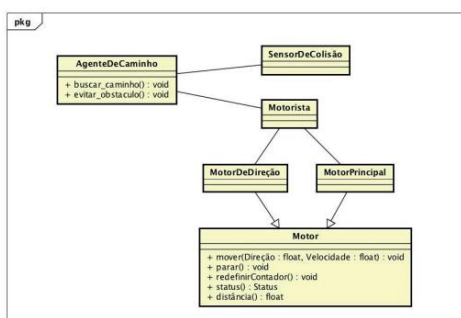 pkg
AgenteDeCaminho
+ buscar_caminho() : void
+ evitar_obstaculo() : void
SensorDeColisão
Motorista
MotorDeDireção
MotorPrincipal
Motor
+ mover(Direção : float, Velocidade : float) : void
+ parar() : void
+ redefinirContador() : void
+ status() : Status
+ distância() : float